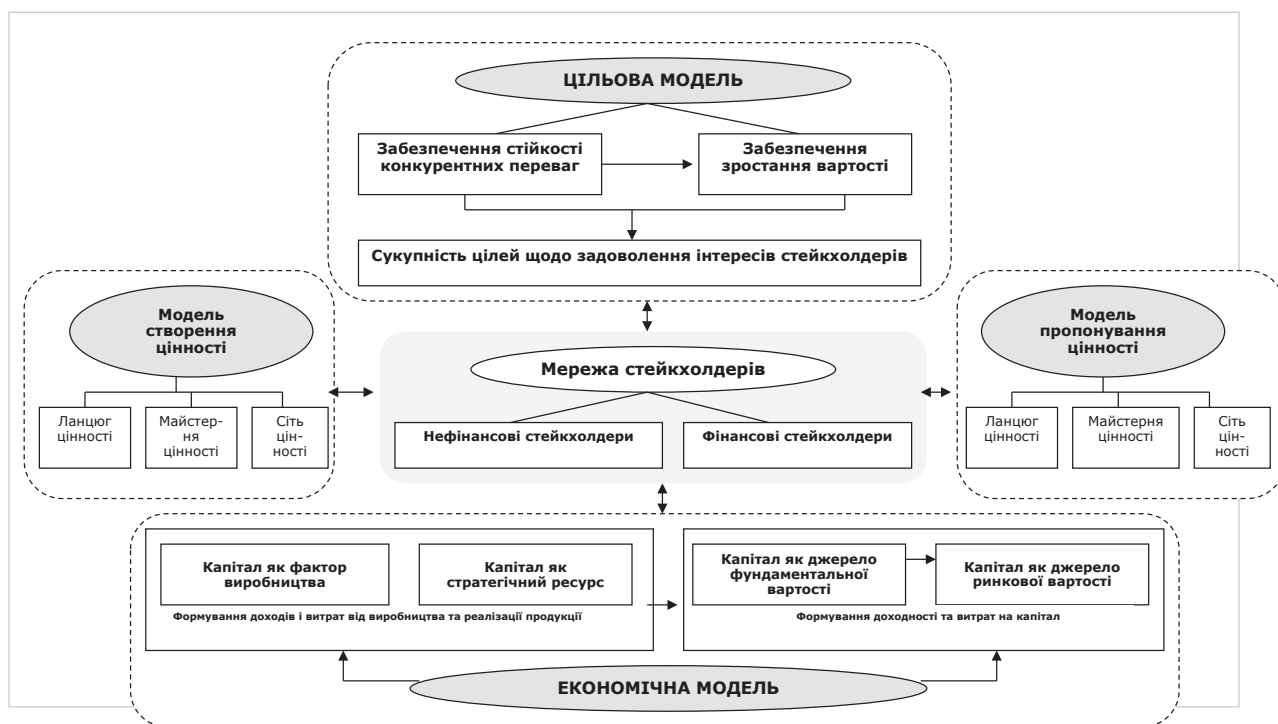 ЦІЛЬОВА МОДЕЛЬ
Забезпечення стійкості
конкурентних переваг
Забезпечення
зростання вартості
Сукупність цілей щодо задоволення інтересів стейкхолдерів
Модель
створення
цінності
Ланцюг
цінності
Майстер-
ня
цінності
Сіть
цін-
ності
Мережа стейкхолдерів
Нефінансові стейкхолдери
Фінансові стейкхолдери
Модель
пропонування
цінності
Ланцюг
цінності
Майстерня
цінності
Сіть
цін-
ності
Капітал як фактор
виробництва
Капітал як
стратегічний ресурс
Формування доходів і витрат від виробництва та реалізації продукції
Капітал як джерело
фундаментальної
вартості
Капітал як джерело
ринкової вартості
Формування доходності та витрат на капітал
ЕКОНОМІЧНА МОДЕЛЬ